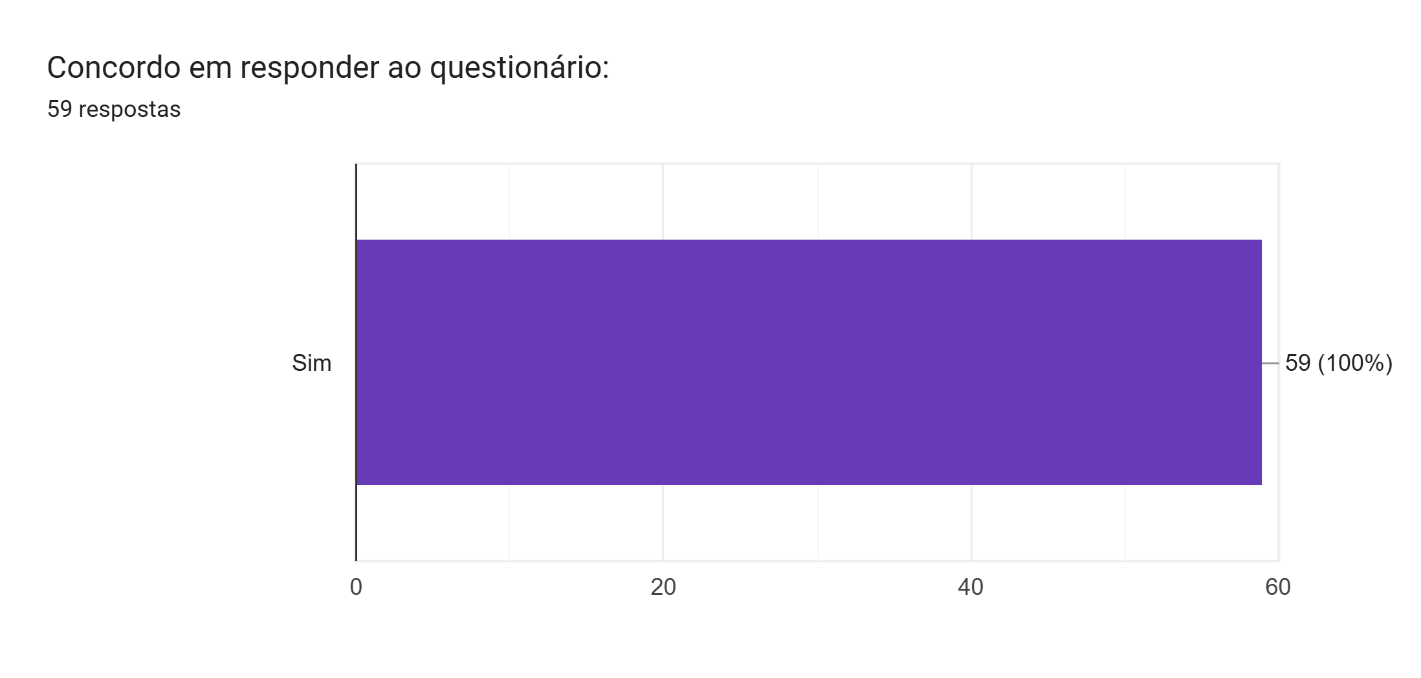 Concordo em responder ao questionário:
59 respostas
Sim
59 (100%)
0 20 40 60